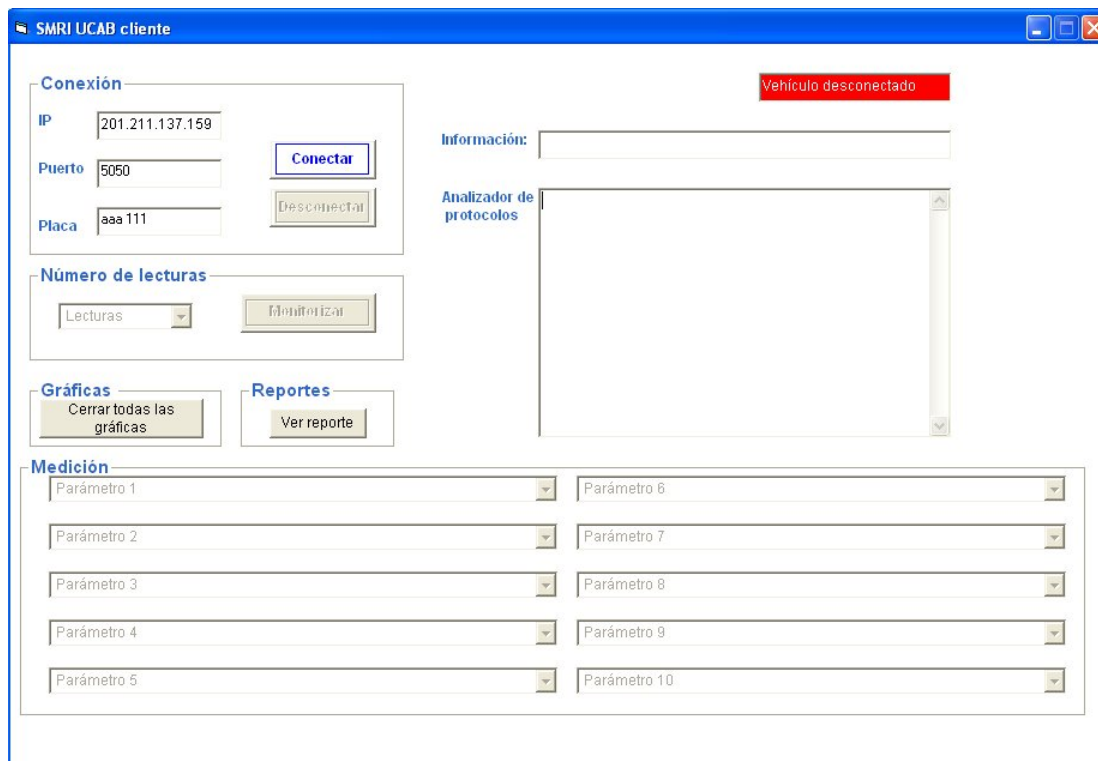 SMRI UCAB cliente
Conexión
IP
201.211.137.159
Puerto
5050
Placa
aaa 111
Conectar
Desconectar
Vehículo desconectado
Información:
Analizador de
protocolos
Número de lecturas
Lecturas
Monitorizar
Gráficas
Cerrar todas las
gráficas
Reportes
Ver reporte
Medición
Parámetro 1
Parámetro 6
Parámetro 2
Parámetro 7
Parámetro 3
Parámetro 8
Parámetro 4
Parámetro 9
Parámetro 5
Parámetro 10